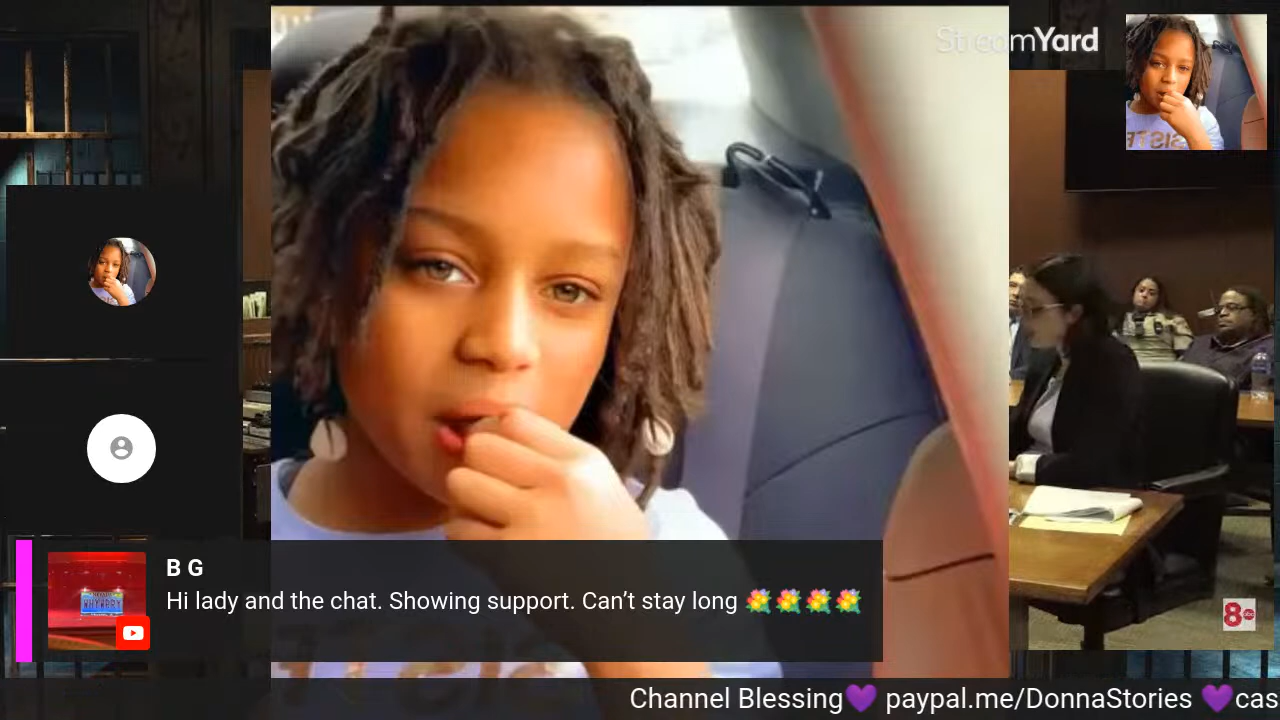 StreamYard
B G
Hi lady and the chat. Showing support. Can't stay long 💐💐💐💐
8
Channel Blessing💜 paypal.me/DonnaStories 💜cas